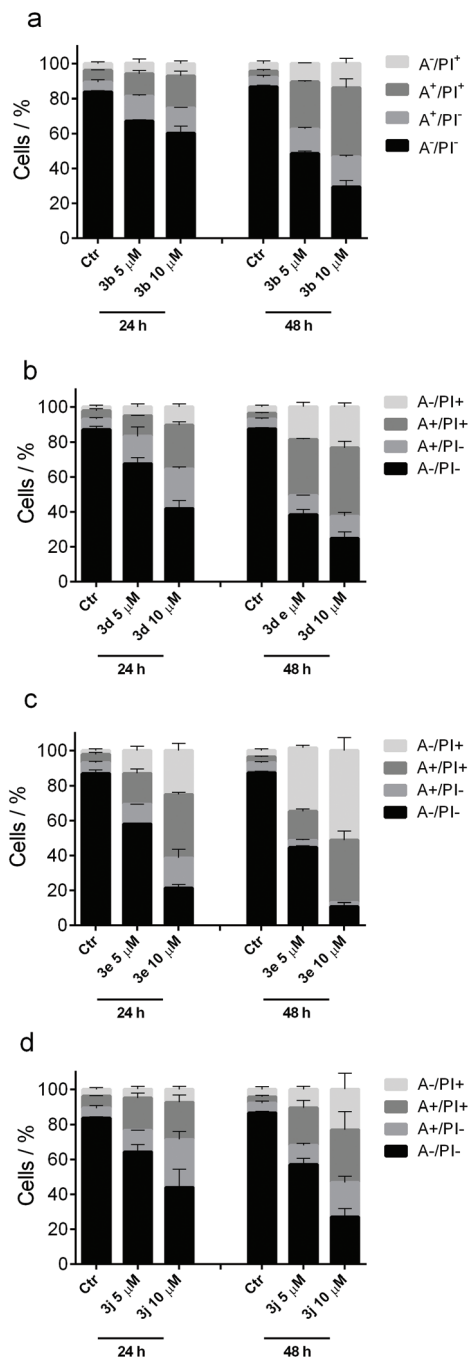 a
Cells / %
100
80
60
40
20
0
A⁻/PI⁺
A⁺/PI⁺
A⁺/PI⁻
A⁻/PI⁻
Ctr
3b 5 μM
3b 10 μM
Ctr
3b 5 μM
3b 10 μM
24 h
48 h
b
Cells / %
100
80
60
40
20
0
A-/PI+
A+/PI+
A+/PI-
A-/PI-
Ctr
3d 5 μM
3d 10 μM
Ctr
3d e μM
3d 10 μM
24 h
48 h
c
Cells / %
100
80
60
40
20
0
A-/PI+
A+/PI+
A+/PI-
A-/PI-
Ctr
3e 5 μM
3e 10 μM
Ctr
3e 5 μM
3e 10 μM
24 h
48 h
d
Cells / %
100
80
60
40
20
0
A-/PI+
A+/PI+
A+/PI-
A-/PI-
Ctr
3j 5 μM
3j 10 μM
Ctr
3j 5 μM
3j 10 μM
24 h
48 h